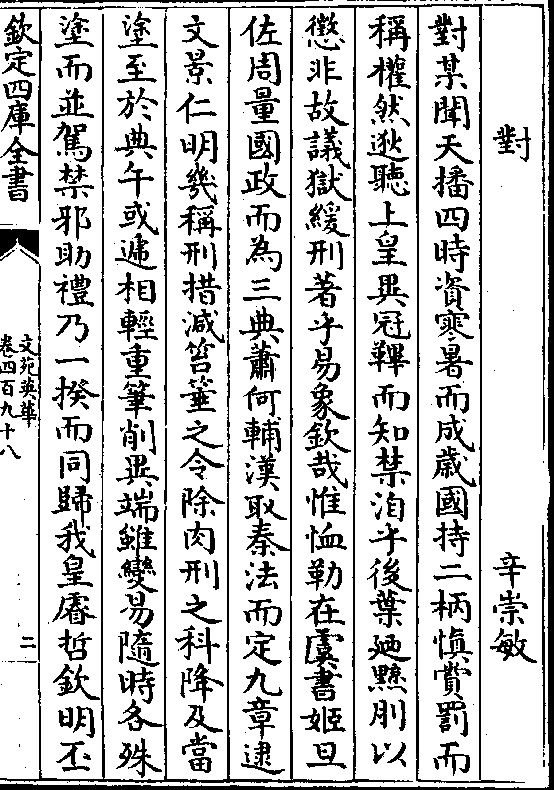 對　辛崇敏
對某聞天播四時資寒暑而成歳國持二柄慎賞罰而
稱權然逖聽上皇異冠鞸而知禁洎乎後葉廼黥刖以
懲非故議獄緩刑著乎易象欽哉惟恤勒在虞書姬旦
佐周量國政而為三典蕭何輔漢取秦法而定九章逮
文景仁明幾稱刑措減笞箠之令除肉刑之科降及當
塗至於典午或遞相輕重筆削異端雖變易隨時各殊
塗而並駕禁邪助禮乃一揆而同歸我皇睿哲欽明丕
欽定四庫全書
文苑英華
卷四百九十八
二